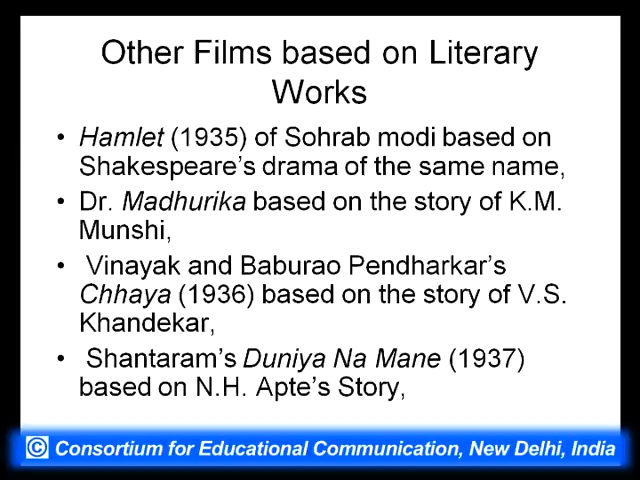 Other Films based on Literary
Works
• Hamlet (1935) of Sohrab modi based on
Shakespeare's drama of the same name,
• Dr. Madhurika based on the story of K.M.
Munshi,
• Vinayak and Baburao Pendharkar's
Chhaya (1936) based on the story of V.S.
Khandekar,
• Shantaram's Duniya Na Mane (1937)
based on N.H. Apte's Story,
© Consortium for Educational Communication, New Delhi, India